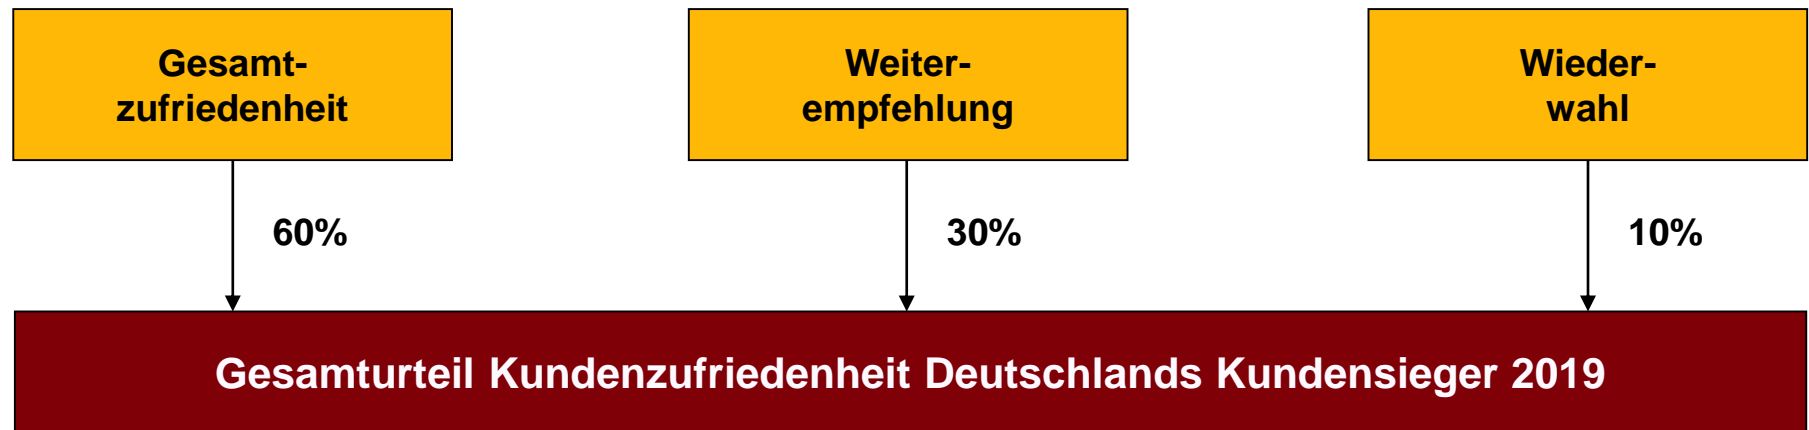 Gesamt-
zufriedenheit
Weiter-
empfehlung
Wieder-
wahl
60%
30%
10%
Gesamturteil Kundenzufriedenheit Deutschlands Kundensieger 2019